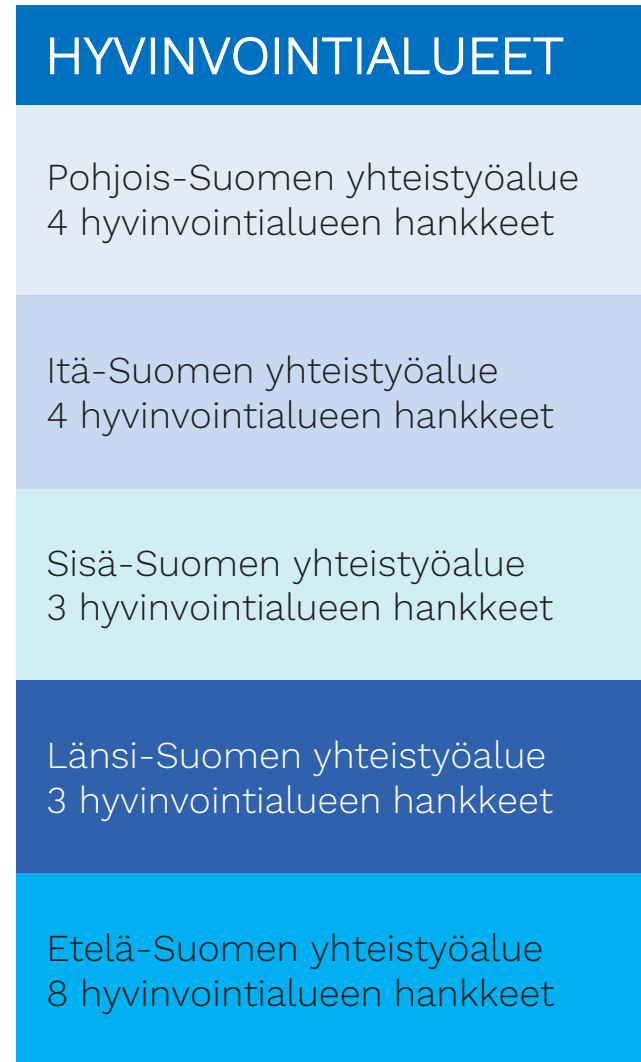 HYVINVOINTIALUEET
Pohjois-Suomen yhteistyöalue
4 hyvinvointialueen hankkeet
Itä-Suomen yhteistyöalue
4 hyvinvointialueen hankkeet
Sisä-Suomen yhteistyöalue
3 hyvinvointialueen hankkeet
Länsi-Suomen yhteistyöalue
3 hyvinvointialueen hankkeet
Etelä-Suomen yhteistyöalue
8 hyvinvointialueen hankkeet